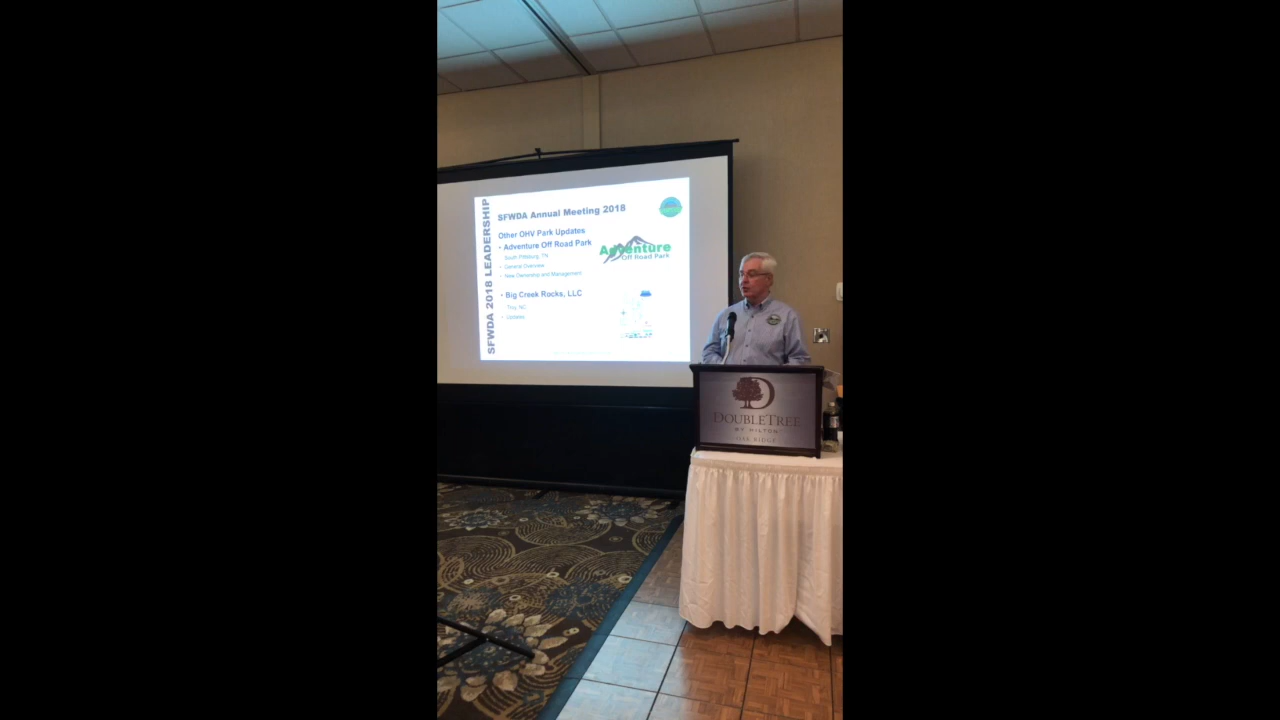 SFWDA 2018 LEADERSHIP
SFWDA Annual Meeting 2018
Other OHV Park Updates
• Adventure Off Road Park
South Pittsburg, TN
• General Overview
• New Ownership and Management
Adventure
Off Road Park
• Big Creek Rocks, LLC
Troy, NC
• Updates
DOUBLETREE
BY HILTON
OAK RIDGE